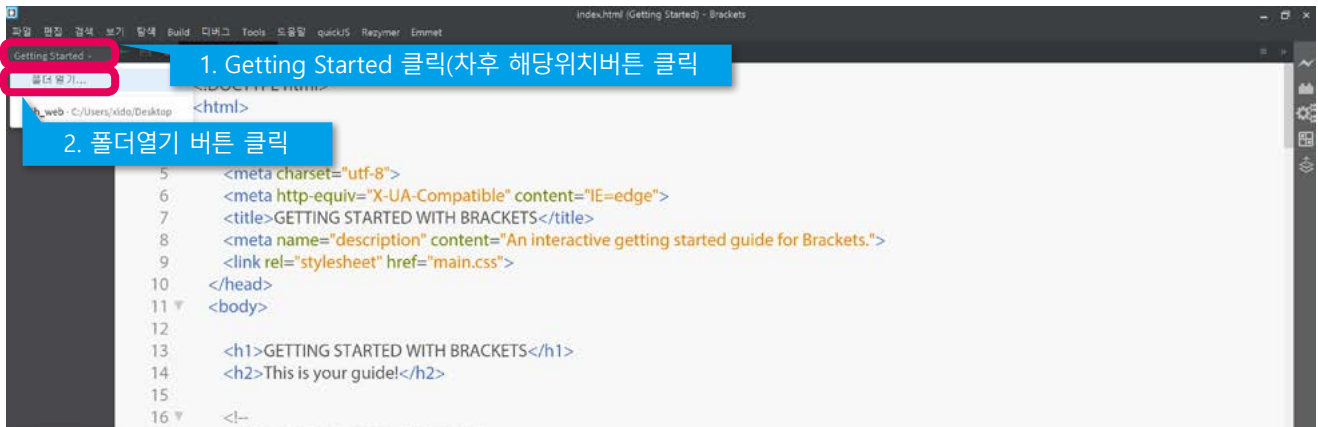 index.html (Getting Started) - Brackets
파일 편집 검색 보기 탐색 Build 디버그 Tools 도움말 quickJS Rezymer Emmet
Getting Started
1. Getting Started 클릭(차후 해당위치버튼 클릭
폴더 열기...
<!DOCTYPE html>
_web - C:/Users/xido/Desktop
<html>
2. 폴더열기 버튼 클릭
5 <meta charset="utf-8">
6 <meta http-equiv="X-UA-Compatible" content="IE=edge">
7 <title>GETTING STARTED WITH BRACKETS</title>
8 <meta name="description" content="An interactive getting started guide for Brackets.">
9 <link rel="stylesheet" href="main.css">
10 </head>
11 <body>
12
13 <h1>GETTING STARTED WITH BRACKETS</h1>
14 <h2>This is your guide!</h2>
15
16 <!--